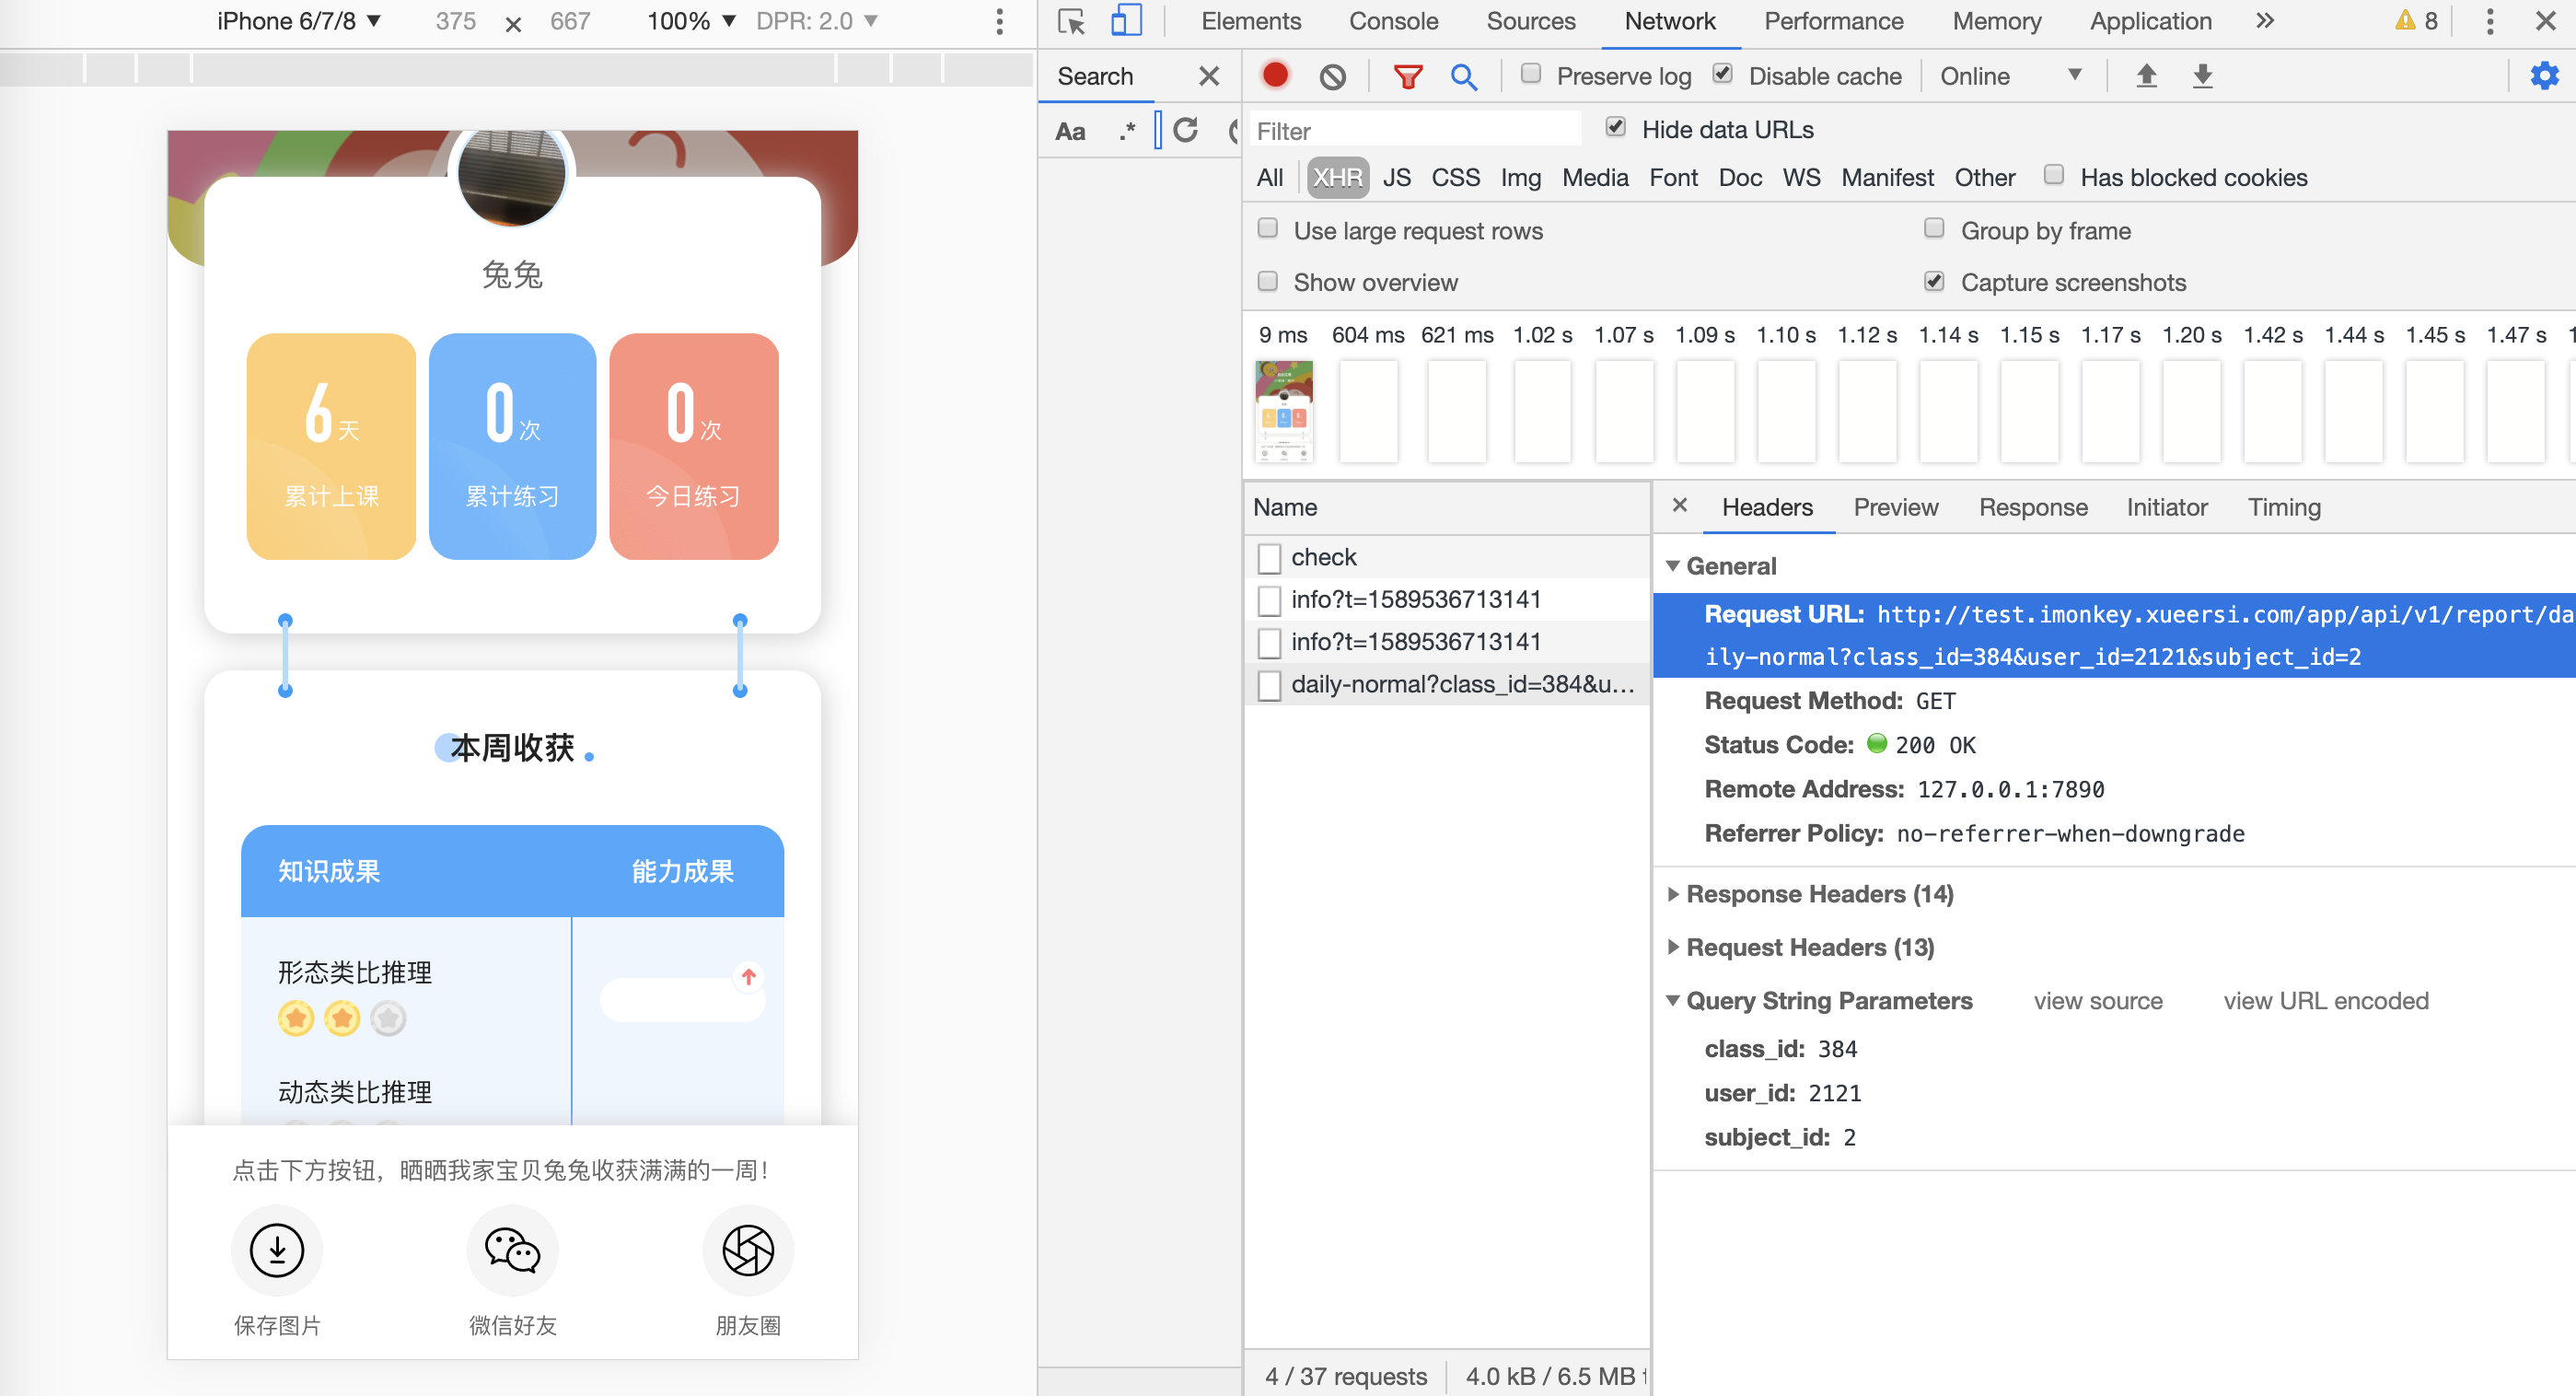 iPhone 6/7/8 ▼ 375 × 667 100% ▼ DPR: 2.0 ▼
兔兔
6天
累计上课
0次
累计练习
0次
今日练习
本周收获
知识成果 能力成果
形态类比推理
动态类比推理
点击下方按钮，晒晒我家宝贝兔兔收获满满的一周！
保存图片 微信好友 朋友圈
Elements Console Sources Network Performance Memory Application » 8
Search
Aa .*
Preserve log Disable cache Online ▼
Filter Hide data URLs
All XHR JS CSS Img Media Font Doc WS Manifest Other Has blocked cookies
Use large request rows Group by frame
Show overview Capture screenshots
9 ms 604 ms 621 ms 1.02 s 1.07 s 1.09 s 1.10 s 1.12 s 1.14 s 1.15 s 1.17 s 1.20 s 1.42 s 1.44 s 1.45 s 1.47 s
Name
check
info?t=1589536713141
info?t=1589536713141
daily-normal?class_id=384&u…
4 / 37 requests 4.0 kB / 6.5 MB
Headers Preview Response Initiator Timing
General
Request URL: http://test.imonkey.xueersi.com/app/api/v1/report/da
ily-normal?class_id=384&user_id=2121&subject_id=2
Request Method: GET
Status Code: 200 OK
Remote Address: 127.0.0.1:7890
Referrer Policy: no-referrer-when-downgrade
Response Headers (14)
Request Headers (13)
Query String Parameters view source view URL encoded
class_id: 384
user_id: 2121
subject_id: 2